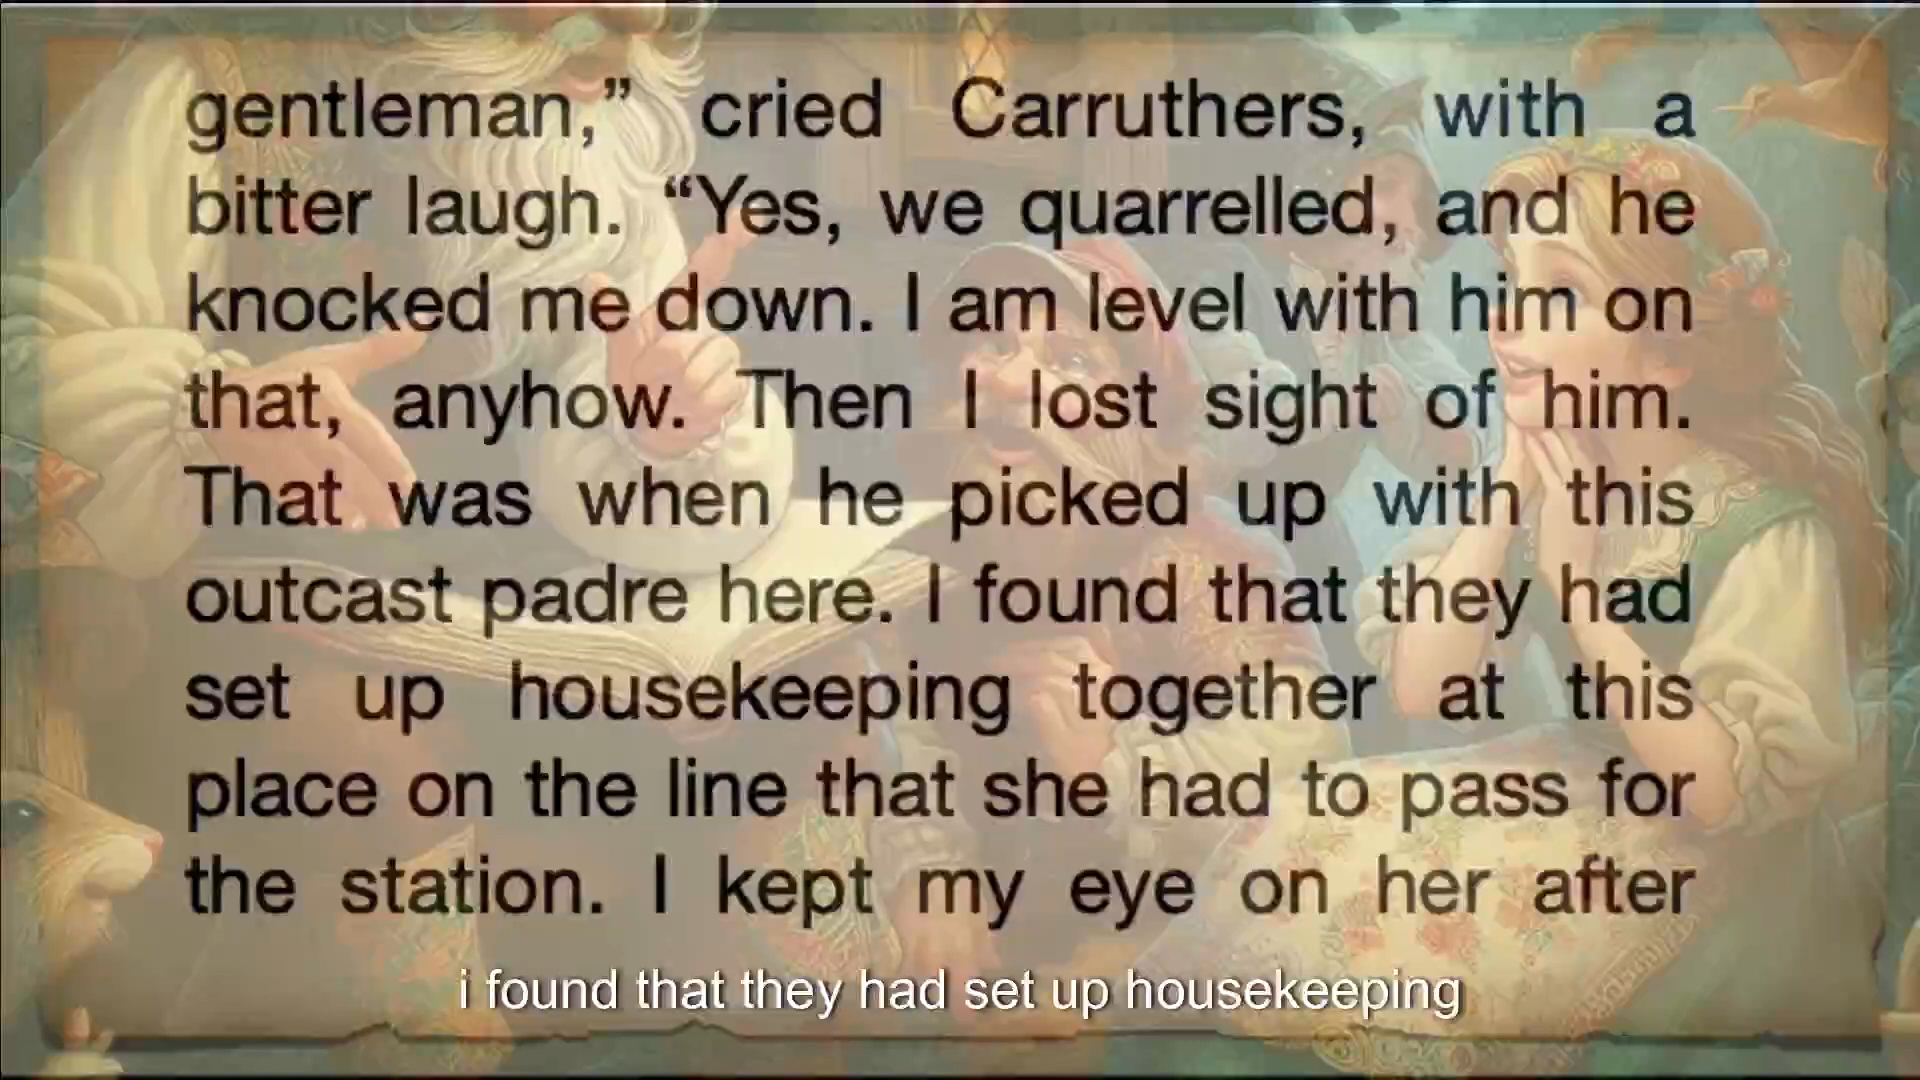 gentleman,” cried Carruthers, with a
bitter laugh. “Yes, we quarrelled, and he
knocked me down. I am level with him on
that, anyhow. Then I lost sight of him.
That was when he picked up with this
outcast padre here. I found that they had
set up housekeeping together at this
place on the line that she had to pass for
the station. I kept my eye on her after
i found that they had set up housekeeping